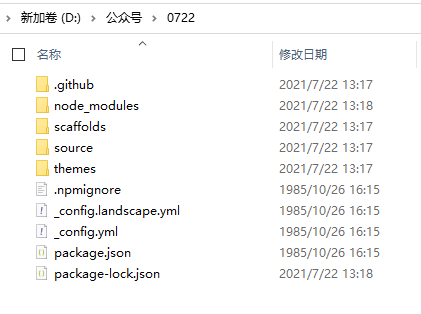 新加卷 (D:) > 公众号 > 0722
名称 修改日期
.github 2021/7/22 13:17
node_modules 2021/7/22 13:18
scaffolds 2021/7/22 13:17
source 2021/7/22 13:17
themes 2021/7/22 13:17
.npmignore 1985/10/26 16:15
_config.landscape.yml 1985/10/26 16:15
_config.yml 1985/10/26 16:15
package.json 1985/10/26 16:15
package-lock.json 2021/7/22 13:18